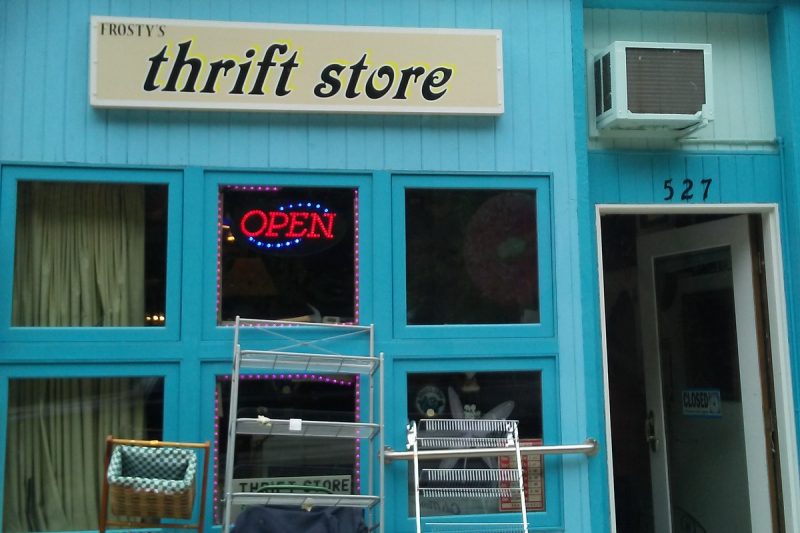 FROSTY'S
thrift store
527
OPEN
CLOSED
THRIFT STORE